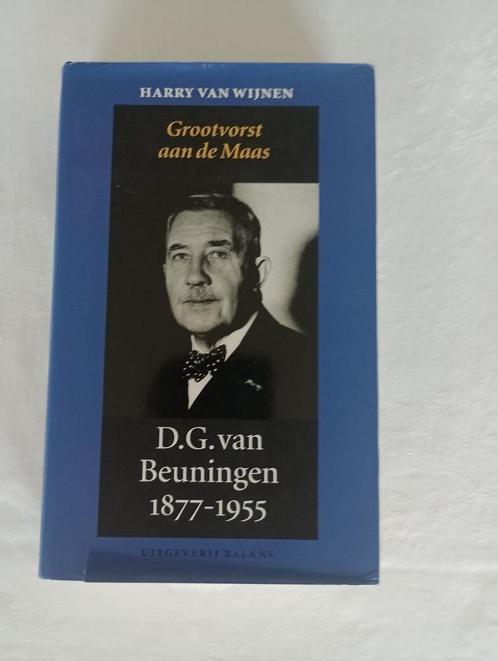 HARRY VAN WIJNEN
Grootvorst
aan de Maas
D.G. van
Beuningen
1877-1955
UITGEVERIJ BALANS